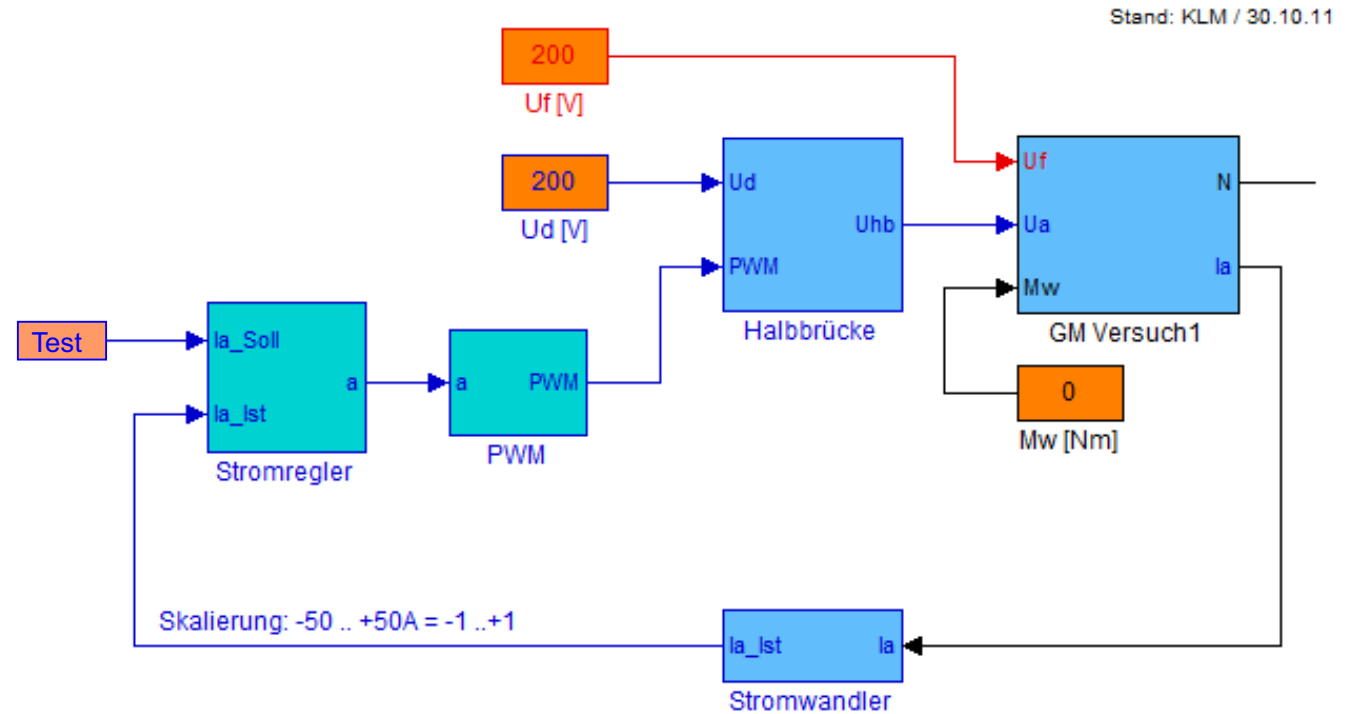 Stand: KLM / 30.10.11
200
Uf [V]
200
Ud [V]
Ud
PWM
Uhb
Halbbrücke
Uf
Ua
Mw
N
Ia
GM Versuch1
0
Mw [Nm]
Test
Ia_Soll
Ia_Ist
a
Stromregler
a
PWM
PWM
Skalierung: -50 .. +50A = -1 ..+1
Ia_Ist
Ia
Stromwandler